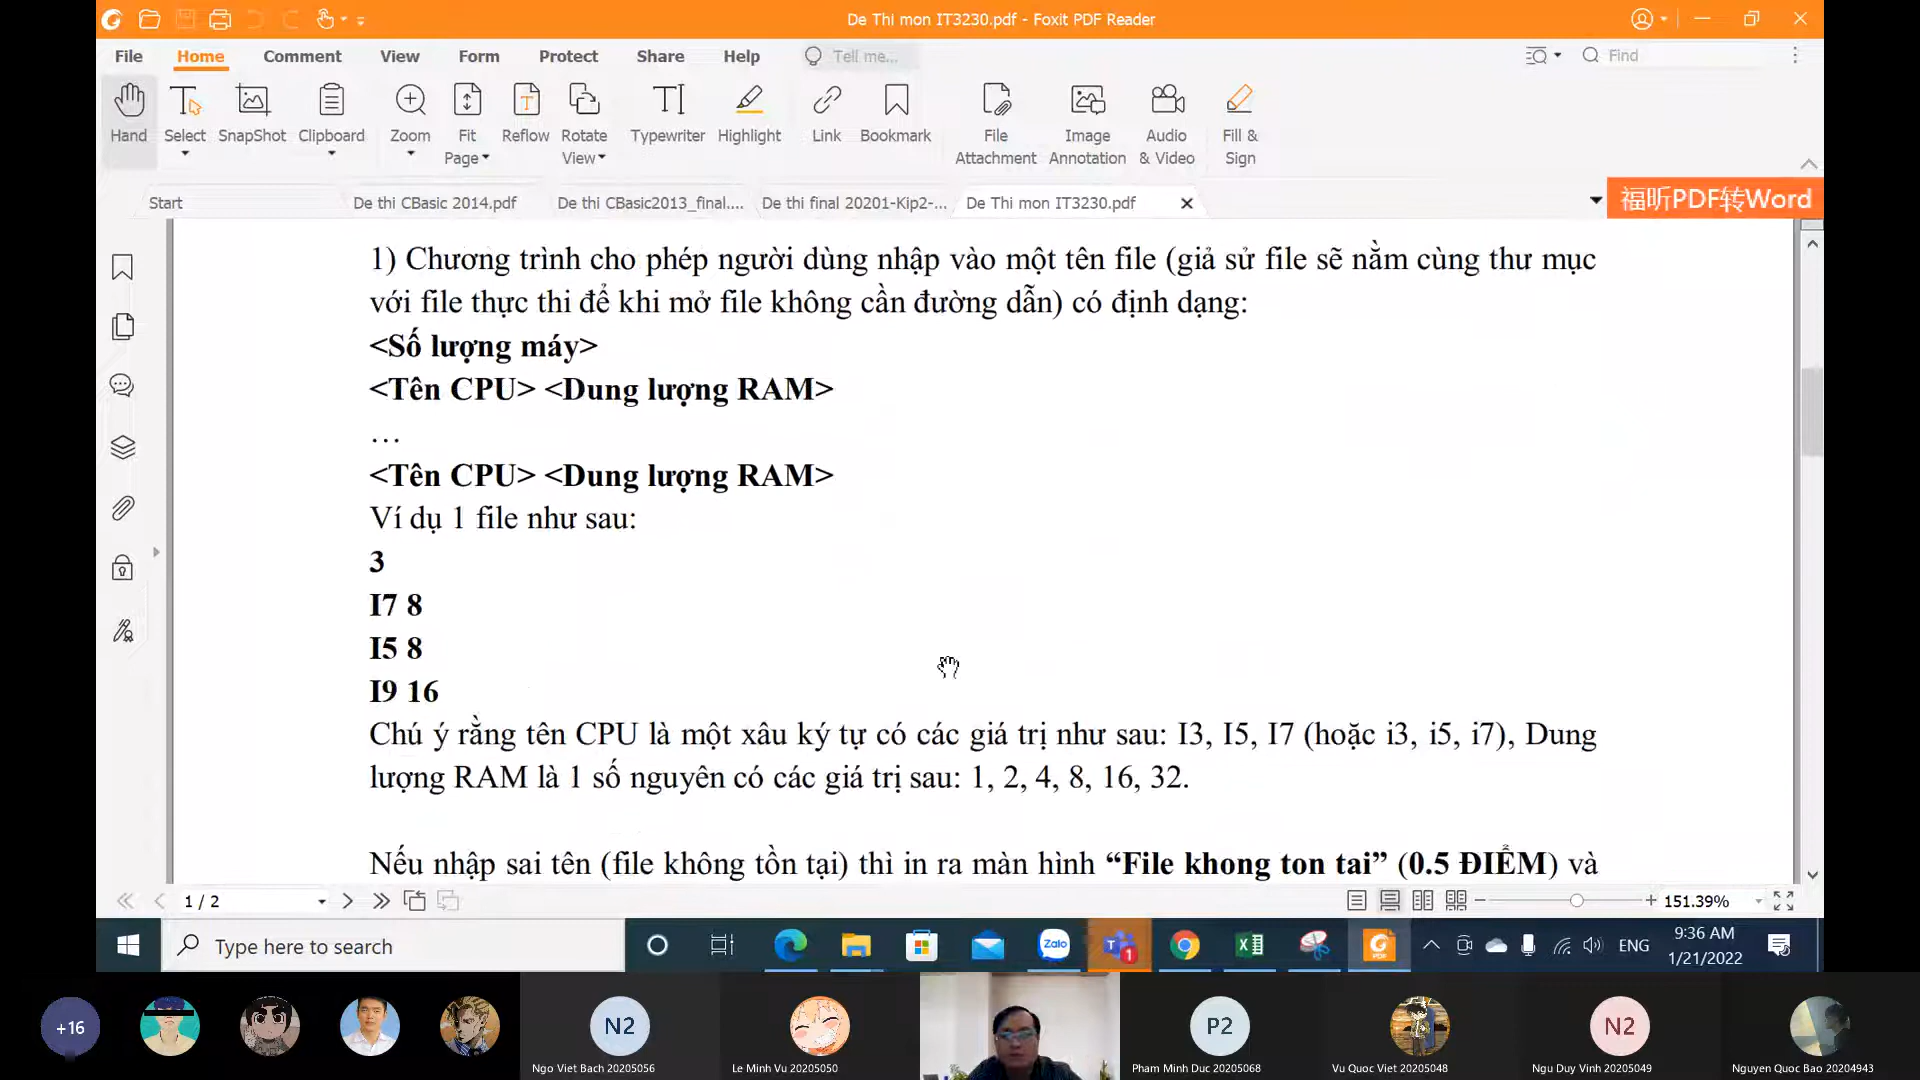 De Thi mon IT3230.pdf - Foxit PDF Reader
File Home Comment View Form Protect Share Help Tell me... Find
Hand Select SnapShot Clipboard Zoom Fit Page Reflow Rotate View Typewriter Highlight Link Bookmark File Attachment Image Annotation Audio & Video Fill & Sign
Start De thi CBasic 2014.pdf De thi CBasic2013_final.... De thi final 20201-Kip2-... De Thi mon IT3230.pdf 福昕PDF转Word
1) Chương trình cho phép người dùng nhập vào một tên file (giả sử file sẽ nằm cùng thư mục
với file thực thi để khi mở file không cần đường dẫn) có định dạng:
<Số lượng máy>
<Tên CPU> <Dung lượng RAM>
…
<Tên CPU> <Dung lượng RAM>
Ví dụ 1 file như sau:
3
I7 8
I5 8
I9 16
Chú ý rằng tên CPU là một xâu ký tự có các giá trị như sau: I3, I5, I7 (hoặc i3, i5, i7), Dung
lượng RAM là 1 số nguyên có các giá trị sau: 1, 2, 4, 8, 16, 32.
Nếu nhập sai tên (file không tồn tại) thì in ra màn hình “File khong ton tai” (0.5 ĐIỂM) và
1 / 2 151.39%
Type here to search Zalo 1 ENG 9:36 AM
1/21/2022
+16 N2 P2 N2
Ngo Viet Bach 20205056 Le Minh Vu 20205050 Pham Minh Duc 20205068 Vu Quoc Viet 20205048 Ngu Duy Vinh 20205049 Nguyen Quoc Bao 20204943